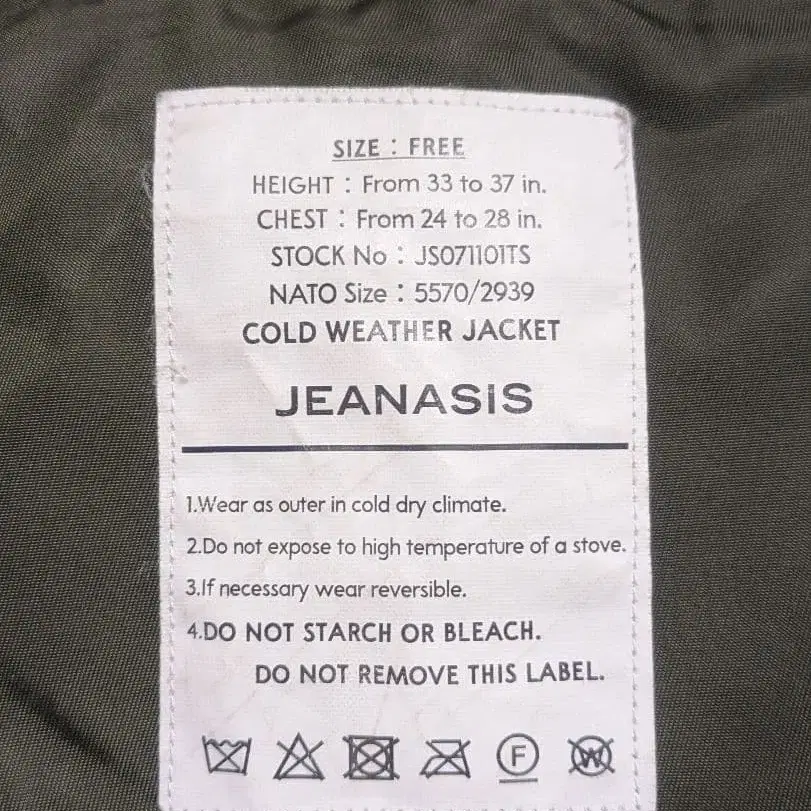 SIZE : FREE
HEIGHT : From 33 to 37 in.
CHEST : From 24 to 28 in.
STOCK No : JS071101TS
NATO Size : 5570/2939
COLD WEATHER JACKET
JEANASIS
1.Wear as outer in cold dry climate.
2.Do not expose to high temperature of a stove.
3.If necessary wear reversible.
4.DO NOT STARCH OR BLEACH.
DO NOT REMOVE THIS LABEL.
F W